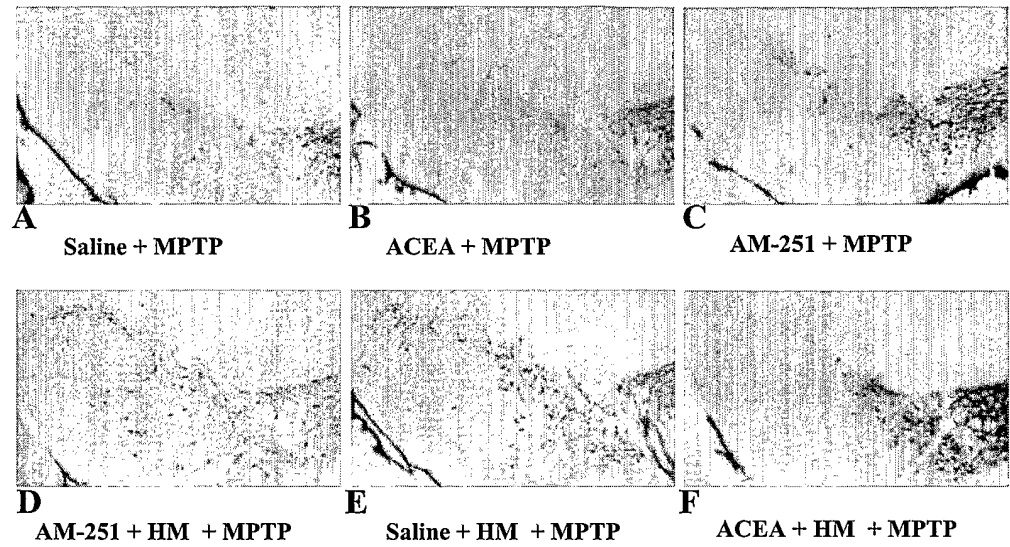 A
B
C
Saline + MPTP
ACEA + MPTP
AM-251 + MPTP
D
E
F
AM-251 + HM + MPTP
Saline + HM + MPTP
ACEA + HM + MPTP